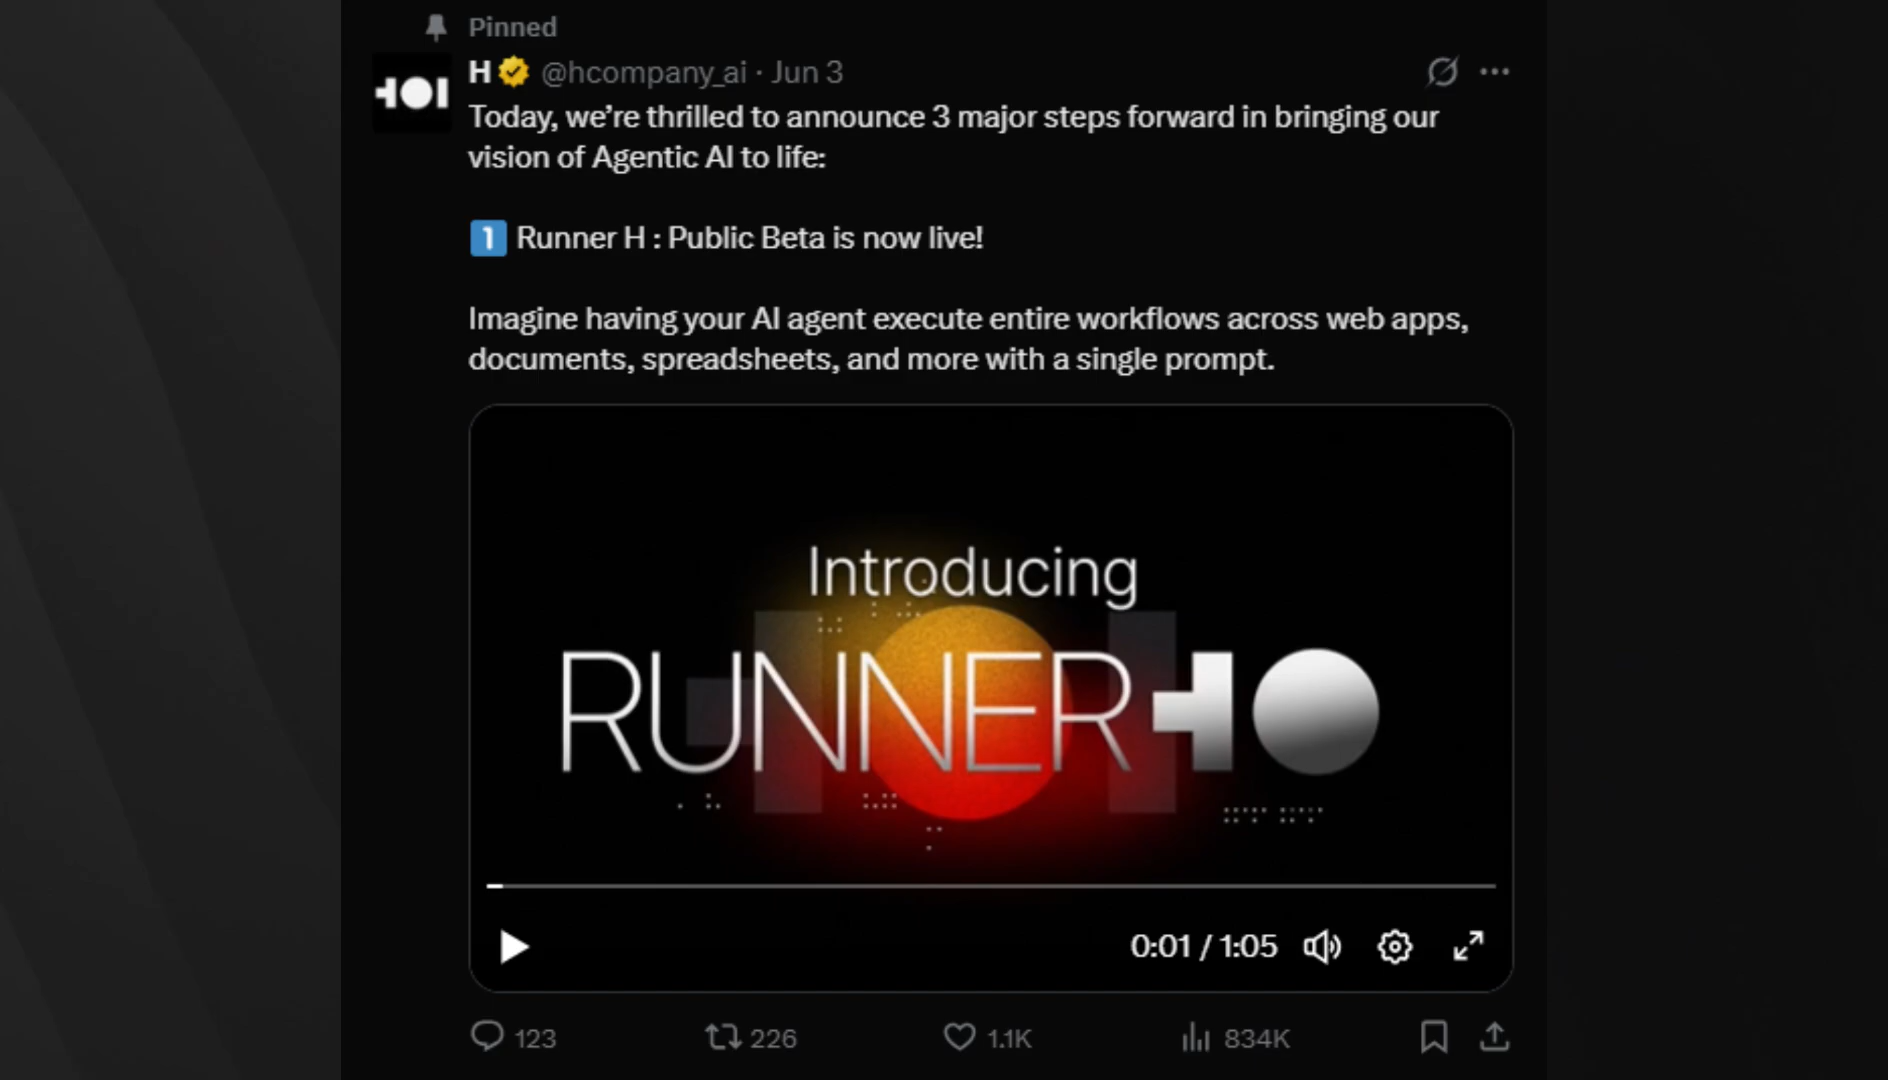 Pinned
H @hcompany_ai · Jun 3
Today, we’re thrilled to announce 3 major steps forward in bringing our
vision of Agentic AI to life:
1 Runner H : Public Beta is now live!
Imagine having your AI agent execute entire workflows across web apps,
documents, spreadsheets, and more with a single prompt.
Introducing
RUNNER H
0:01 / 1:05
123 226 1.1K 834K